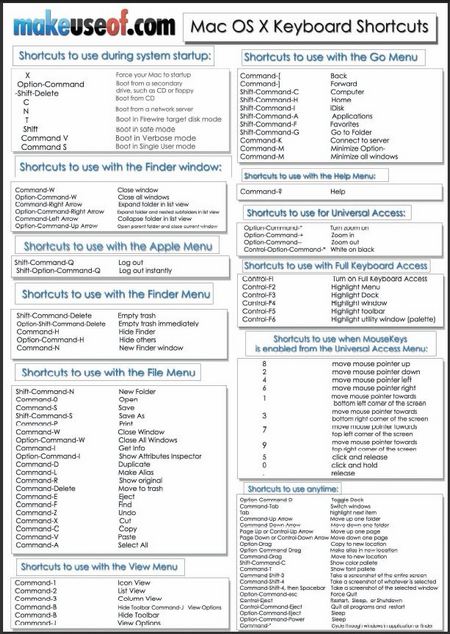 makeuseof.com Mac OS X Keyboard Shortcuts
Shortcuts to use during system startup:
X Force your Mac to startup
Option-Command Boot from a secondary
-Shift-Delete drive, such as CD or floppy
C Boot from CD
N Boot from a network server
T Boot in Firewire target disk mode
Shift Boot in safe mode
Command V Boot in Verbose mode
Command S Boot in Single User mode
Shortcuts to use with the Finder window:
Command-W Close window
Option-Command-W Close all windows
Command-Right Arrow Expand folder in list view
Option-Command-Right Arrow Expand folder and nested subfolders in list view
Command-Left Arrow Collapse folder in list view
Option-Command-Up Arrow Open parent folder and close current window
Shortcuts to use with the Apple Menu
Shift-Command-Q Log out
Shift-Option-Command-Q Log out instantly
Shortcuts to use with the Finder Menu
Shift-Command-Delete Empty trash
Option-Shift-Command-Delete Empty trash immediately
Command-H Hide Finder
Option-Command-H Hide others
Command-N New Finder window
Shortcuts to use with the File Menu
Shift-Command-N New Folder
Command-O Open
Command-S Save
Shift-Command-S Save As
Command-P Print
Command-W Close Window
Option-Command-W Close All Windows
Command-I Get Info
Option-Command-I Show Attributes Inspector
Command-D Duplicate
Command-L Make Alias
Command-R Show original
Command-Delete Move to trash
Command-E Eject
Command-F Find
Command-Z Undo
Command-X Cut
Command-C Copy
Command-V Paste
Command-A Select All
Shortcuts to use with the View Menu
Command-1 Icon View
Command-2 List View
Command-3 Column View
Command-B Hide Toolbar Command-J View Options
Command-B Hide Toolbar
Command-J View Options
Shortcuts to use with the Go Menu
Command-[ Back
Command-] Forward
Shift-Command-C Computer
Shift-Command-H Home
Shift-Command-I iDisk
Shift-Command-A Applications
Shift-Command-F Favorites
Shift-Command-G Go to Folder
Command-K Connect to server
Command-M Minimize Option-
Command-M Minimize all windows
Shortcuts to use with the Help Menu:
Command-? Help
Shortcuts to use for Universal Access:
Option-Command-* Turn zoom on
Option-Command-+ Zoom in
Option-Command-- Zoom out
Control-Option-Command-* White on black
Shortcuts to use with Full Keyboard Access
Control-F1 Turn on Full Keyboard Access
Control-F2 Highlight Menu
Control-F3 Highlight Dock
Control-F4 Highlight window
Control-F5 Highlight toolbar
Control-F6 Highlight utility window (palette)
Shortcuts to use when MouseKeys
is enabled from the Universal Access Menu:
8 move mouse pointer up
2 move mouse pointer down
4 move mouse pointer left
6 move mouse pointer right
1 move mouse pointer towards
bottom left corner of the screen
3 move mouse pointer towards
bottom right corner of the screen
7 move mouse pointer towards
top left corner of the screen
9 move mouse pointer towards
top right corner of the screen
5 click and release
0 click and hold
. release
Shortcuts to use anytime:
Option Command D Toggle Dock
Command-Tab Switch windows
Tab Highlight next item
Command-Up Arrow Move up one folder
Command-Down Arrow Move down one folder
Page Up or Control-Up Arrow Move up one page
Page Down or Control-Down Arrow Move down one page
Option-Drag Copy to new location
Option Command Drag Make alias in new location
Command-Drag Move to new location
Shift-Command-C Show color palette
Command-T Show font palette
Command Shift-3 Take a screenshot of the entire screen
Command-Shift-4 Take a screenshot of whatever is selected
Command-Shift-4, then Spacebar Take a screenshot of the selected window
Option-Command-esc Force Quit
Control-Eject Restart, Sleep, or Shutdown
Control-Command-Eject Quit all programs and restart
Option-Command-Eject Sleep
Option-Command-Power Sleep
Command-~ Cycle through windows in application or finder